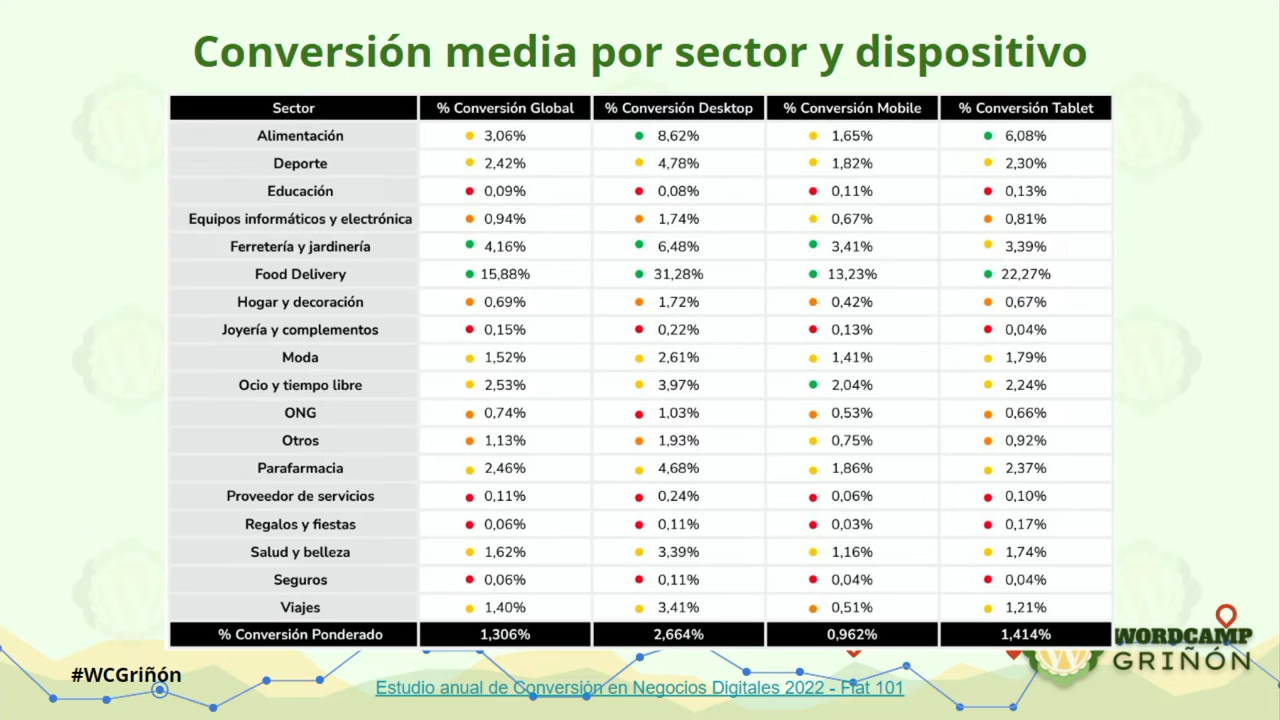 Conversión media por sector y dispositivo
Sector % Conversión Global % Conversión Desktop % Conversión Mobile % Conversión Tablet
Alimentación 3,06% 8,62% 1,65% 6,08%
Deporte 2,42% 4,78% 1,82% 2,30%
Educación 0,09% 0,08% 0,11% 0,13%
Equipos informáticos y electrónica 0,94% 1,74% 0,67% 0,81%
Ferretería y jardinería 4,16% 6,48% 3,41% 3,39%
Food Delivery 15,88% 31,28% 13,23% 22,27%
Hogar y decoración 0,69% 1,72% 0,42% 0,67%
Joyería y complementos 0,15% 0,22% 0,13% 0,04%
Moda 1,52% 2,61% 1,41% 1,79%
Ocio y tiempo libre 2,53% 3,97% 2,04% 2,24%
ONG 0,74% 1,03% 0,53% 0,66%
Otros 1,13% 1,93% 0,75% 0,92%
Parafarmacia 2,46% 4,68% 1,86% 2,37%
Proveedor de servicios 0,11% 0,24% 0,06% 0,10%
Regalos y fiestas 0,06% 0,11% 0,03% 0,17%
Salud y belleza 1,62% 3,39% 1,16% 1,74%
Seguros 0,06% 0,11% 0,04% 0,04%
Viajes 1,40% 3,41% 0,51% 1,21%
% Conversión Ponderado 1,306% 2,664% 0,962% 1,414%
WORDCAMP
GRIÑÓN
#WCGriñón
Estudio anual de Conversión en Negocios Digitales 2022 - Flat 101